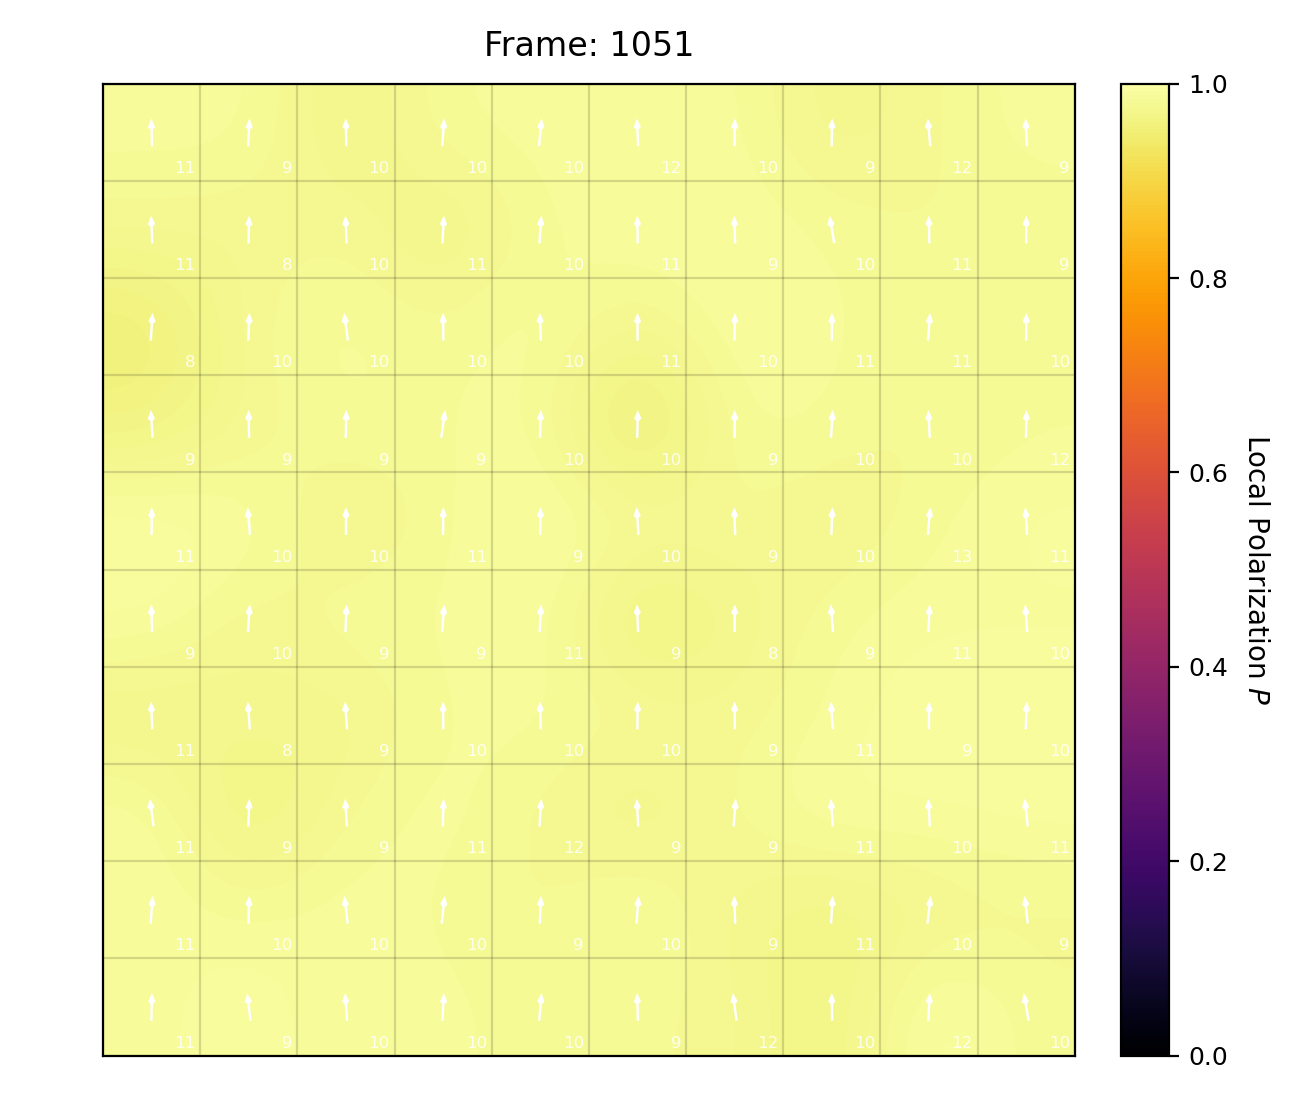 Frame: 1051
11 9 10 10 10 12 10 9 12 9
11 8 10 11 10 11 9 10 11 9
8 10 10 10 10 11 10 11 11 10
9 9 9 9 10 10 9 10 10 12
11 10 10 11 9 10 9 10 13 11
9 10 9 9 11 9 8 9 11 10
11 8 9 10 10 10 9 11 9 10
11 9 9 11 12 9 9 11 10 11
11 10 10 10 9 10 9 11 10 9
11 9 10 10 10 9 12 10 12 10
1.0
0.8
0.6
0.4
0.2
0.0
Local Polarization P